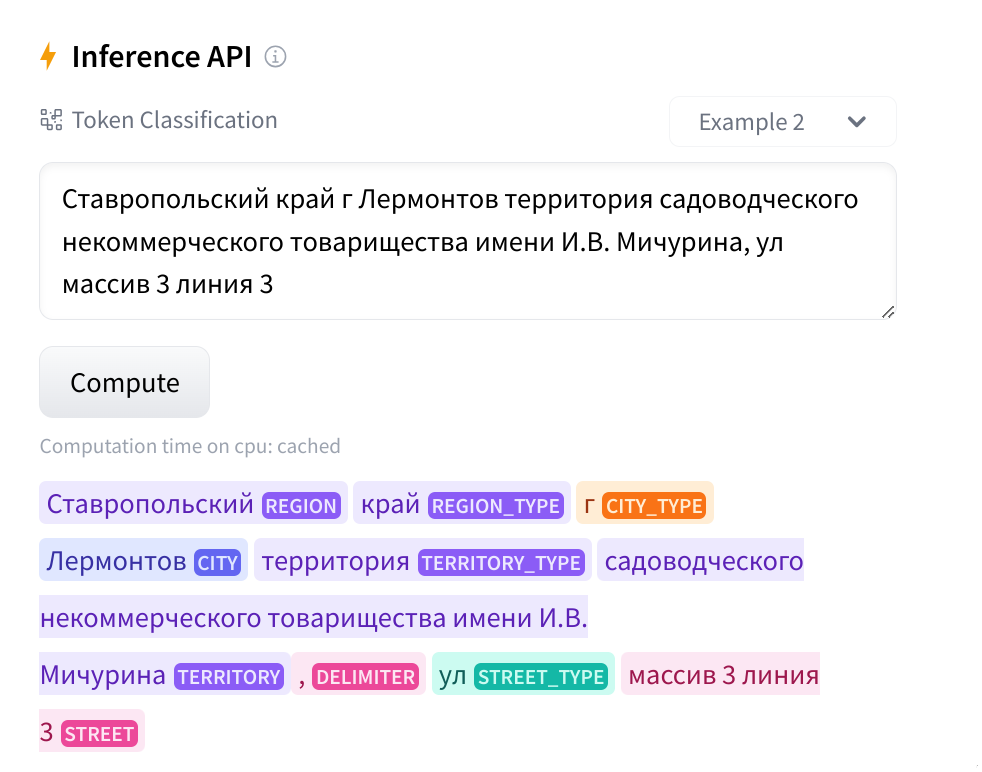 Inference API
Token Classification
Example 2
Ставропольский край г Лермонтов территория садоводческого
некоммерческого товарищества имени И.В. Мичурина, ул
массив 3 линия 3
Compute
Computation time on cpu: cached
Ставропольский REGION край REGION_TYPE г CITY_TYPE
Лермонтов CITY территория TERRITORY_TYPE садоводческого
некоммерческого товарищества имени И.В.
Мичурина TERRITORY , DELIMITER ул STREET_TYPE массив 3 линия
3 STREET